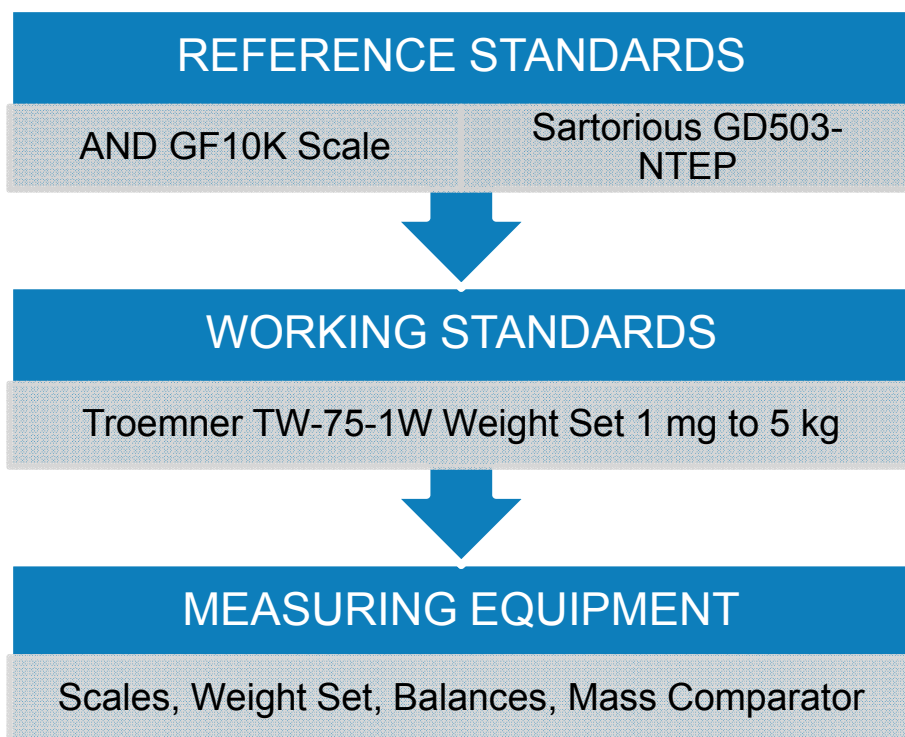 REFERENCE STANDARDS
AND GF10K Scale
Sartorious GD503-
NTEP
WORKING STANDARDS
Troemner TW-75-1W Weight Set 1 mg to 5 kg
MEASURING EQUIPMENT
Scales, Weight Set, Balances, Mass Comparator